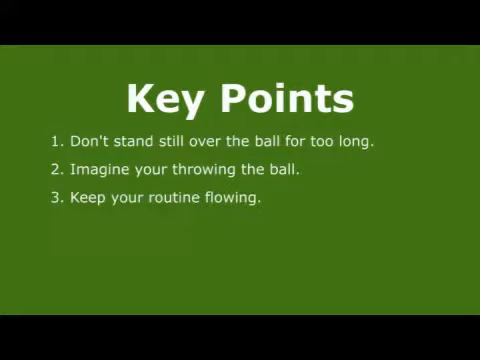 Key Points
1. Don't stand still over the ball for too long.
2. Imagine your throwing the ball.
3. Keep your routine flowing.